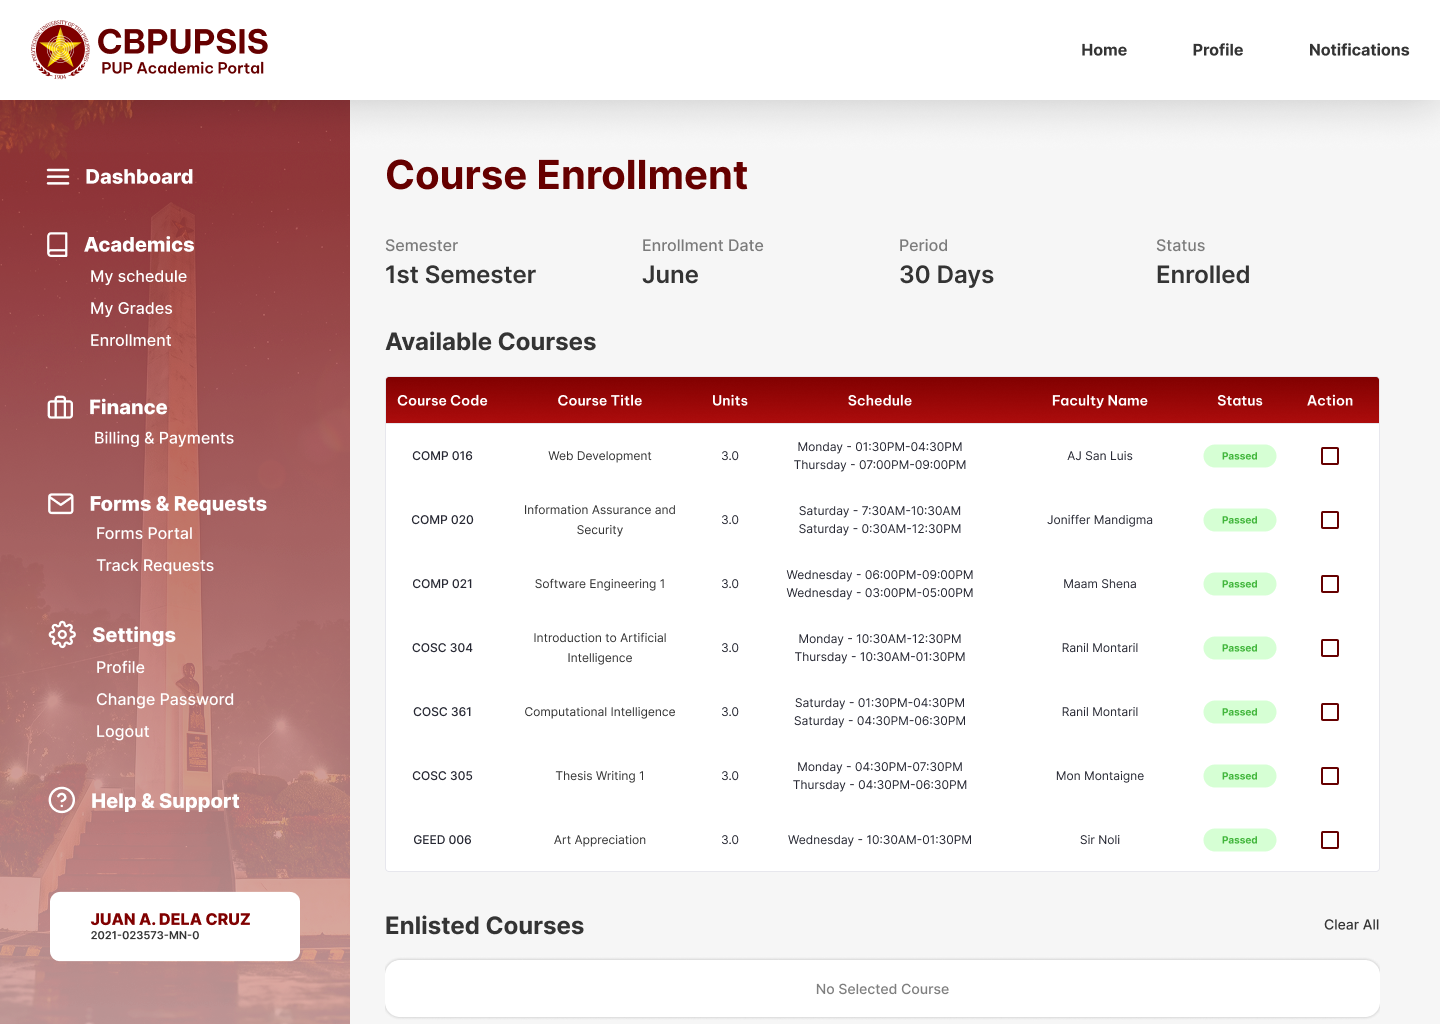 CBPUPSIS
PUP Academic Portal
1904
Home
Profile
Notifications
Dashboard
Academics
My schedule
My Grades
Enrollment
Finance
Billing & Payments
Forms & Requests
Forms Portal
Track Requests
Settings
Profile
Change Password
Logout
Help & Support
JUAN A. DELA CRUZ
2021-023573-MN-0
Course Enrollment
Semester
1st Semester
Enrollment Date
June
Period
30 Days
Status
Enrolled
Available Courses
Course Code Course Title Units Schedule Faculty Name Status Action
COMP 016 Web Development 3.0 Monday - 01:30PM-04:30PM AJ San Luis Passed
Thursday - 07:00PM-09:00PM
COMP 020 Information Assurance and 3.0 Saturday - 7:30AM-10:30AM Joniffer Mandigma Passed
Security Saturday - 0:30AM-12:30PM
COMP 021 Software Engineering 1 3.0 Wednesday - 06:00PM-09:00PM Maam Shena Passed
Wednesday - 03:00PM-05:00PM
COSC 304 Introduction to Artificial 3.0 Monday - 10:30AM-12:30PM Ranil Montaril Passed
Intelligence Thursday - 10:30AM-01:30PM
COSC 361 Computational Intelligence 3.0 Saturday - 01:30PM-04:30PM Ranil Montaril Passed
Saturday - 04:30PM-06:30PM
COSC 305 Thesis Writing 1 3.0 Monday - 04:30PM-07:30PM Mon Montaigne Passed
Thursday - 04:30PM-06:30PM
GEED 006 Art Appreciation 3.0 Wednesday - 10:30AM-01:30PM Sir Noli Passed
Enlisted Courses
Clear All
No Selected Course